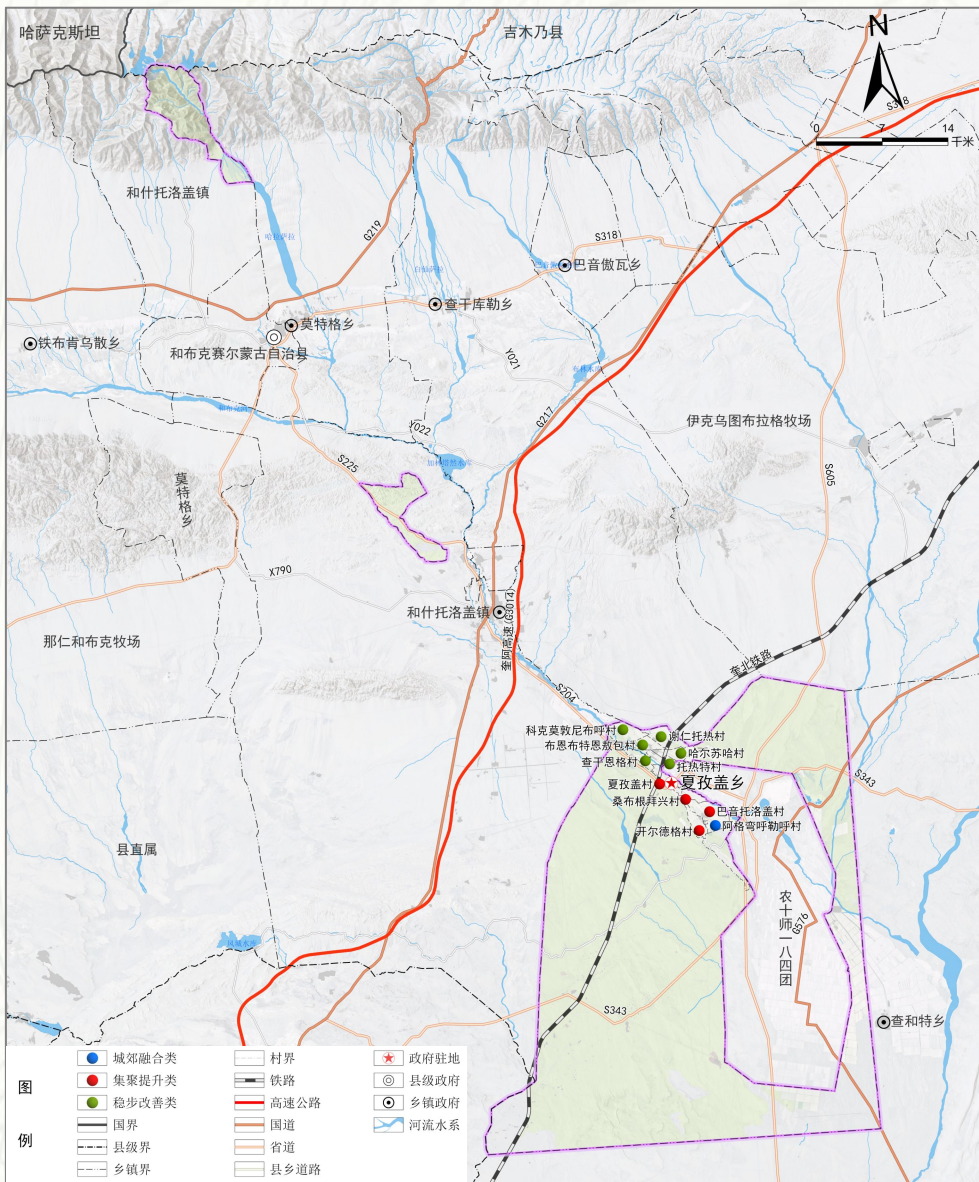 哈萨克斯坦
吉木乃县
N
S318
0
7
14
千米
和什托洛盖镇
哈拉萨拉
G219
S318
巴音傲瓦乡
查干库勒乡
莫特格乡
铁布肯乌散乡
和布克赛尔蒙古自治县
Y021
G217
Y022
伊克乌图布拉格牧场
S605
S225
莫特格乡
X790
和什托洛盖镇
奎阿高速(G3014)
那仁和布克牧场
奎北铁路
S204
科克莫敦尼布呼村
谢仁托热村
布恩布特恩敖包村
哈尔苏哈村
查干恩格村
托热特村
夏孜盖村
夏孜盖乡
S343
桑布根拜兴村
巴音托洛盖村
阿格弯呼勒呼村
开尔德格村
县直属
农十师一八四团
G576
S343
查和特乡
图例
城郊融合类
村界
政府驻地
集聚提升类
铁路
县级政府
稳步改善类
高速公路
乡镇政府
国界
国道
河流水系
县级界
省道
乡镇界
县乡道路